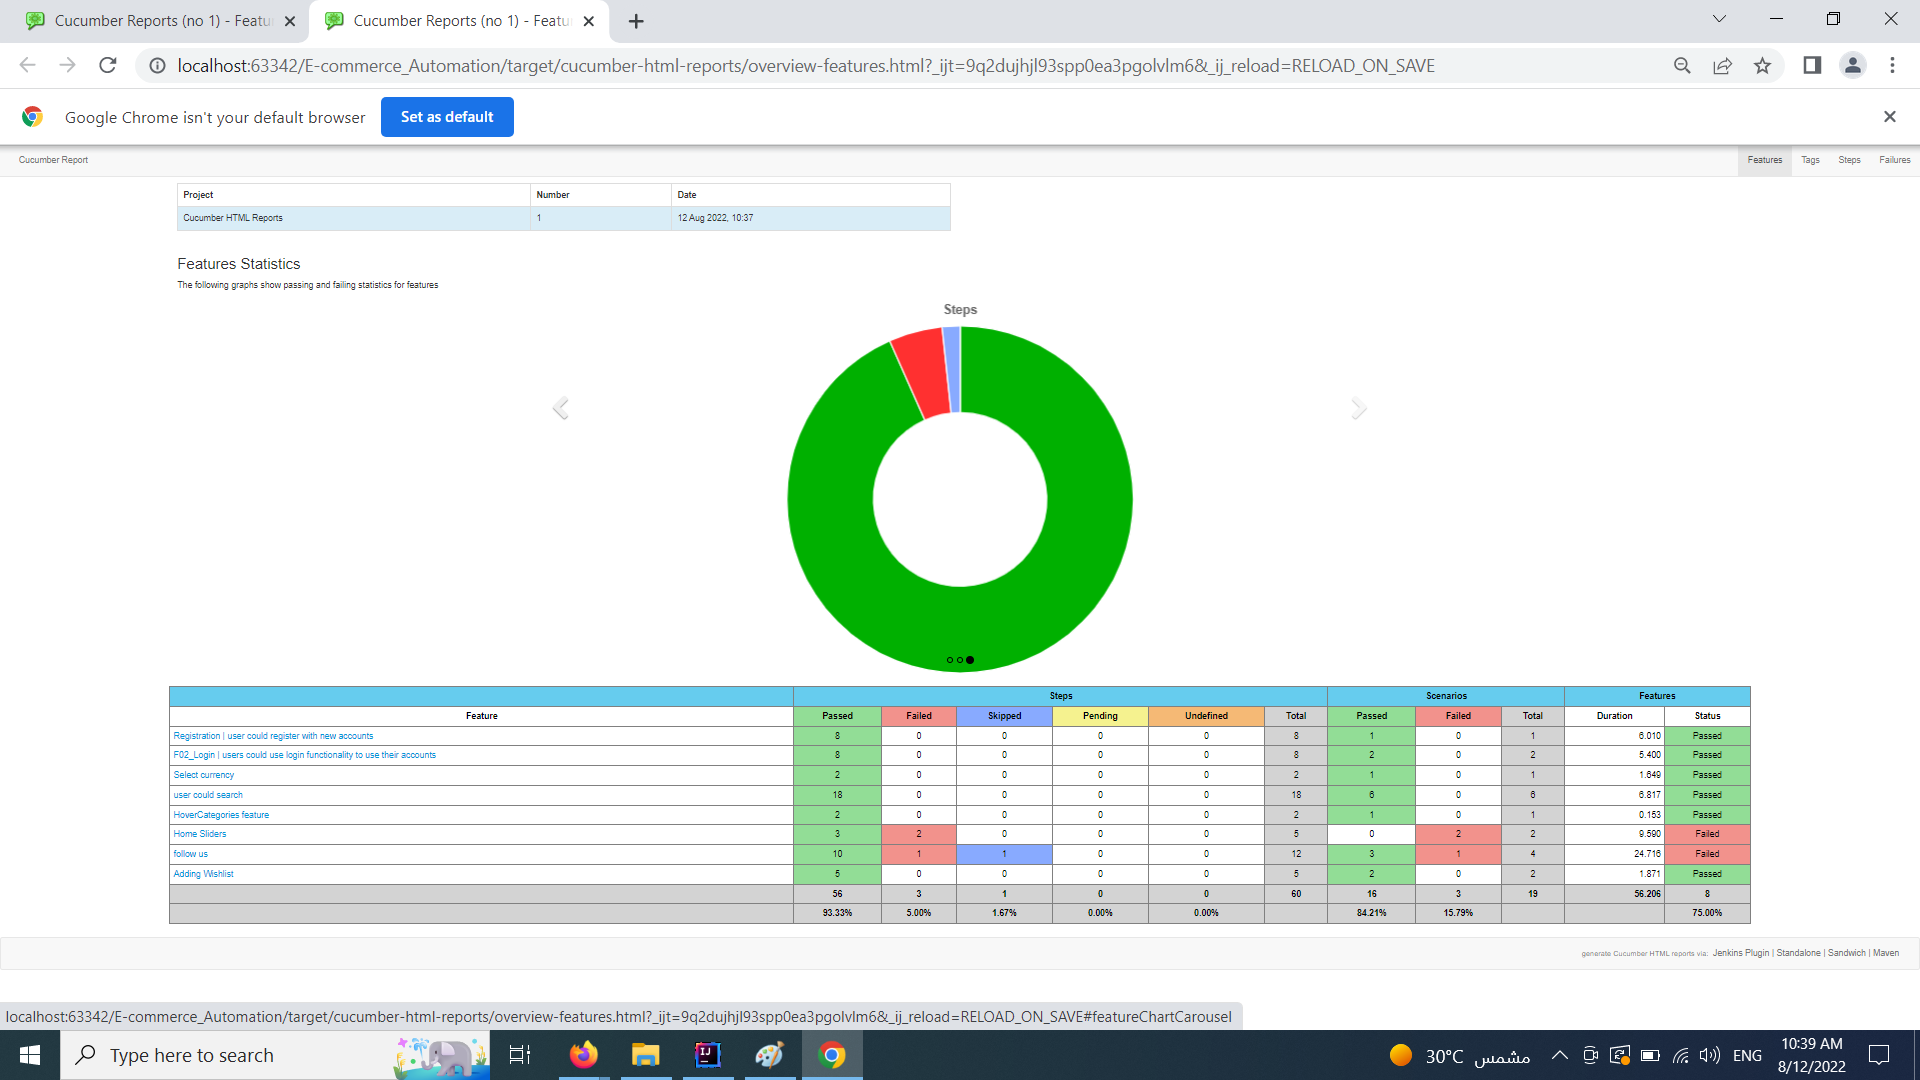 Cucumber Reports (no 1) - Featu
Cucumber Reports (no 1) - Featu
localhost:63342/E-commerce_Automation/target/cucumber-html-reports/overview-features.html?_ijt=9q2dujhjl93spp0ea3pgolvlm6&_ij_reload=RELOAD_ON_SAVE
Google Chrome isn't your default browser Set as default
Cucumber Report Features Tags Steps Failures
Project Number Date
Cucumber HTML Reports 1 12 Aug 2022, 10:37
Features Statistics
The following graphs show passing and failing statistics for features
Steps
Steps Scenarios Features
Feature Passed Failed Skipped Pending Undefined Total Passed Failed Total Duration Status
Registration | user could register with new accounts 8 0 0 0 0 8 1 0 1 6.010 Passed
F02_Login | users could use login functionality to use their accounts 8 0 0 0 0 8 2 0 2 5.400 Passed
Select currency 2 0 0 0 0 2 1 0 1 1.649 Passed
user could search 18 0 0 0 0 18 6 0 6 6.817 Passed
HoverCategories feature 2 0 0 0 0 2 1 0 1 0.153 Passed
Home Sliders 3 2 0 0 0 5 0 2 2 9.590 Failed
follow us 10 1 1 0 0 12 3 1 4 24.716 Failed
Adding Wishlist 5 0 0 0 0 5 2 0 2 1.871 Passed
56 3 1 0 0 60 16 3 19 56.206 8
93.33% 5.00% 1.67% 0.00% 0.00% 84.21% 15.79% 75.00%
generate Cucumber HTML reports via: Jenkins Plugin | Standalone | Sandwich | Maven
localhost:63342/E-commerce_Automation/target/cucumber-html-reports/overview-features.html?_ijt=9q2dujhjl93spp0ea3pgolvlm6&_ij_reload=RELOAD_ON_SAVE#featureChartCarousel
Type here to search
30°C مشمس
ENG
10:39 AM
8/12/2022